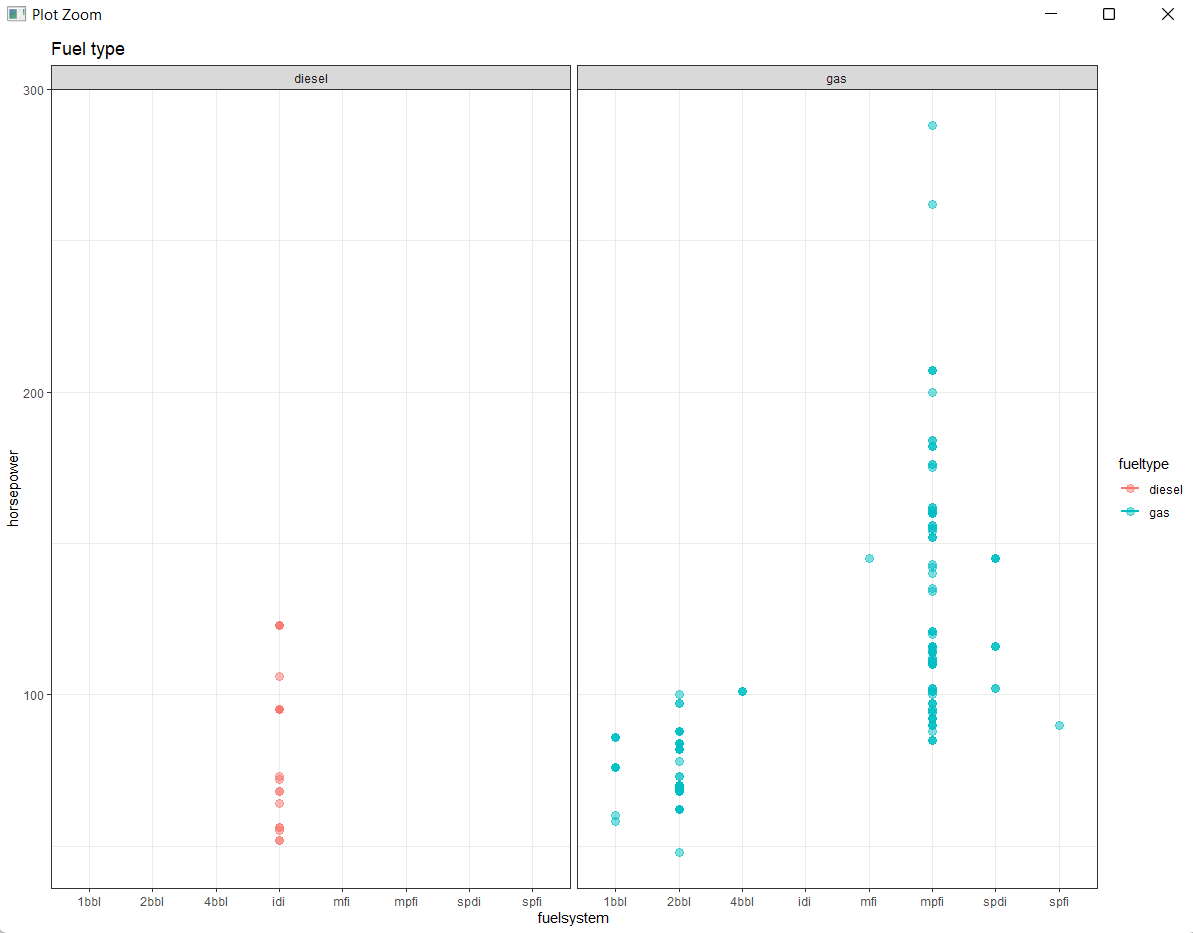 Plot Zoom
Fuel type
diesel
gas
300
200
100
horsepower
1bbl 2bbl 4bbl idi mfi mpfi spdi spfi
1bbl 2bbl 4bbl idi mfi mpfi spdi spfi
fuelsystem
fueltype
diesel
gas